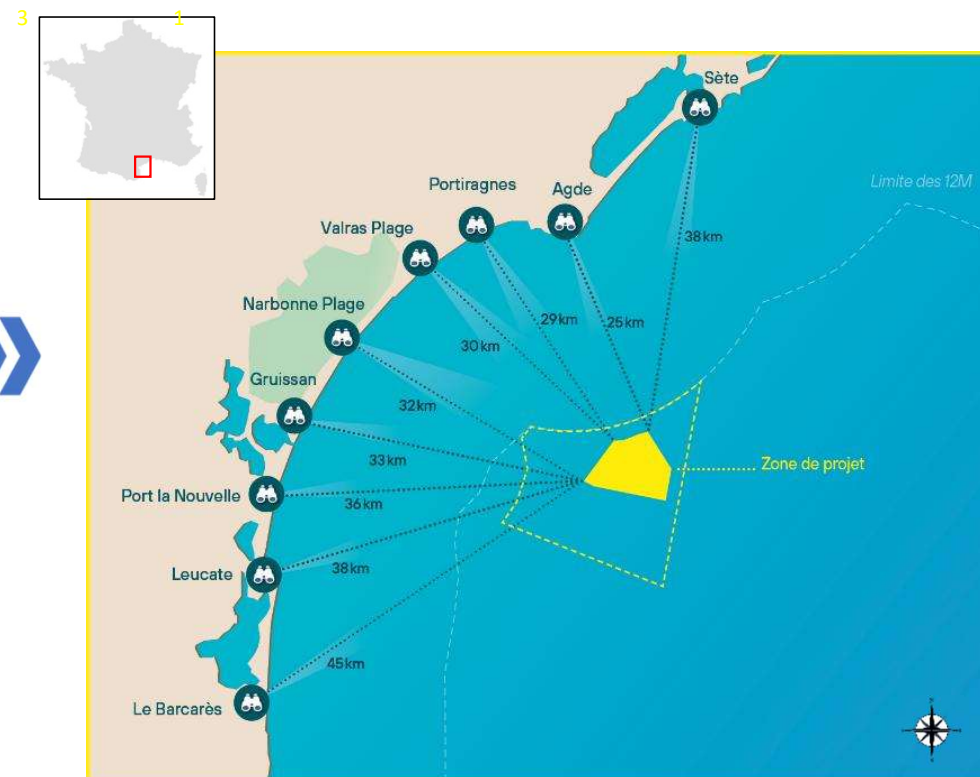 3
1
Sète
Limite des 12M
Portiragnes
Agde
Valras Plage
38km
Narbonne Plage
29km
25km
30km
Gruissan
32km
33km
Zone de projet
Port la Nouvelle
36km
Leucate
38km
45km
Le Barcarès